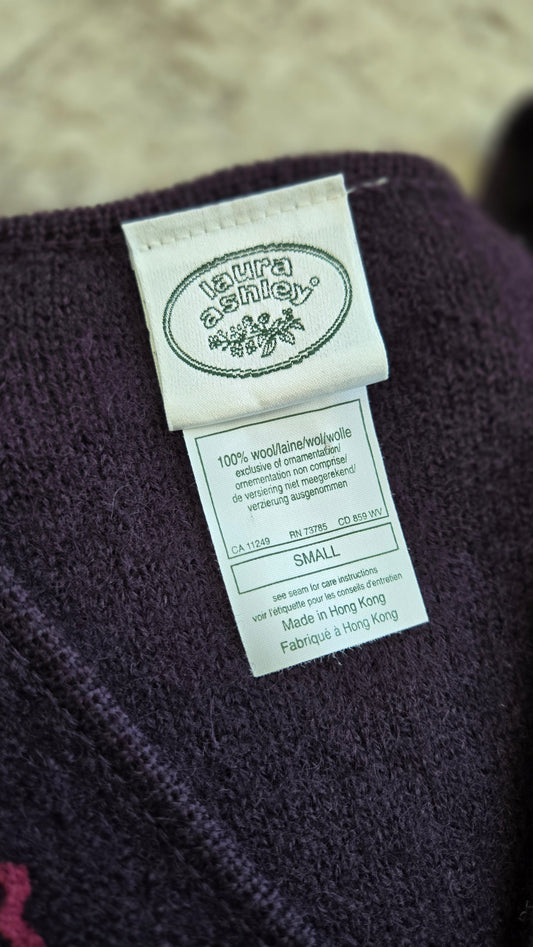 laura
ashley®
100% wool/laine/wol/wolle
exclusive of ornamentation/
ornementation non comprise/
de versiering niet meegerekend/
verzierung ausgenommen
CA 11249 RN 73785 CD 859 WV
SMALL
see seam for care instructions
voir l'étiquette pour les conseils d'entretien
Made in Hong Kong
Fabriqué à Hong Kong